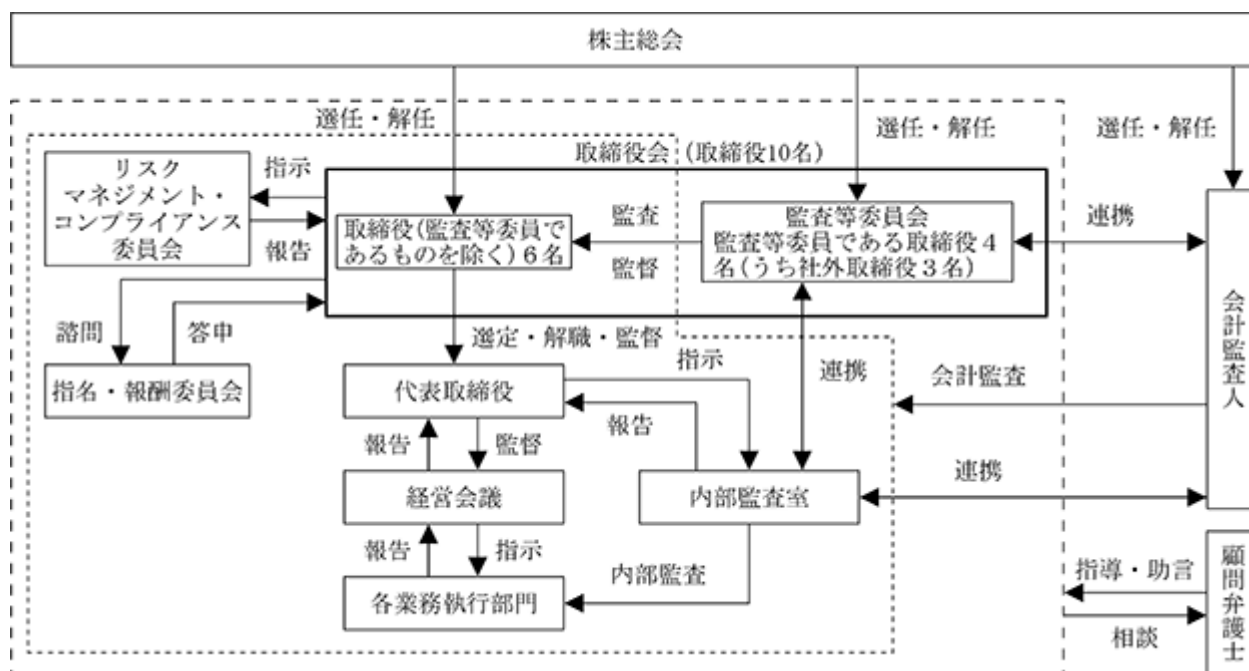 株主総会
選任・解任
選任・解任
選任・解任
取締役会(取締役10名)
リスク
マネジメント・
コンプライアンス
委員会
指示
報告
取締役(監査等委員で
あるものを除く)6名
監査
監督
監査等委員会
監査等委員である取締役4
名(うち社外取締役3名)
連携
会計監査人
諮問
答申
指名・報酬委員会
選定・解職・監督
代表取締役
指示
報告
連携
会計監査
報告
監督
経営会議
内部監査室
連携
報告
指示
内部監査
各業務執行部門
指導・助言
相談
顧問弁護士